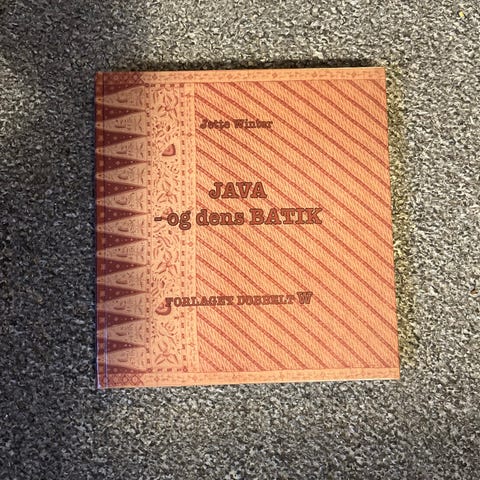 Jette Winter
JAVA
- og dens BATIK
FORLAGET DOBBELT W